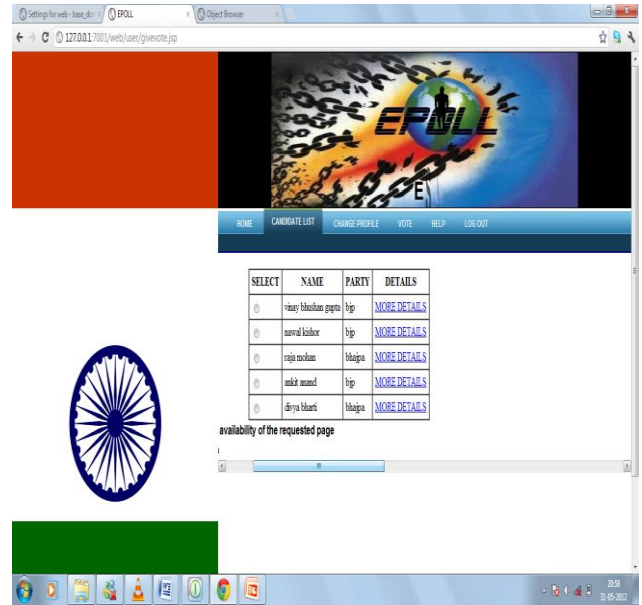 Settings for web - base_do
EPOLL
Object Browser
127.0.0.1:7001/web/user/givevote.jsp
EPOLL
E
HOME CANDIDATE LIST CHANGE PROFILE VOTE HELP LOG OUT
SELECT NAME PARTY DETAILS
vinay bhushan gupta bjp MORE DETAILS
nawal kishor bjp MORE DETAILS
raja mohan bhajpa MORE DETAILS
ankit anand bjp MORE DETAILS
divya bharti bhajpa MORE DETAILS
availability of the requested page
20:58
31-05-2012